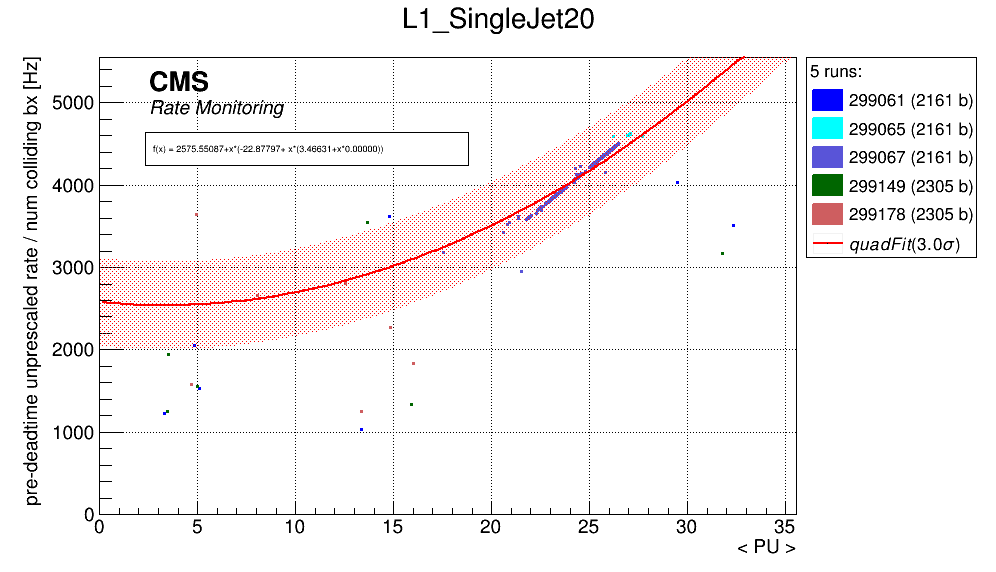 L1_SingleJet20
pre-deadtime unprescaled rate / num colliding bx [Hz]
CMS
Rate Monitoring
f(x) = 2575.55087+x*(-22.87797+ x*(3.46631+x*0.00000))
5000
4000
3000
2000
1000
0
0 5 10 15 20 25 30 35
< PU >
5 runs:
299061 (2161 b)
299065 (2161 b)
299067 (2161 b)
299149 (2305 b)
299178 (2305 b)
quadFit(3.0σ)